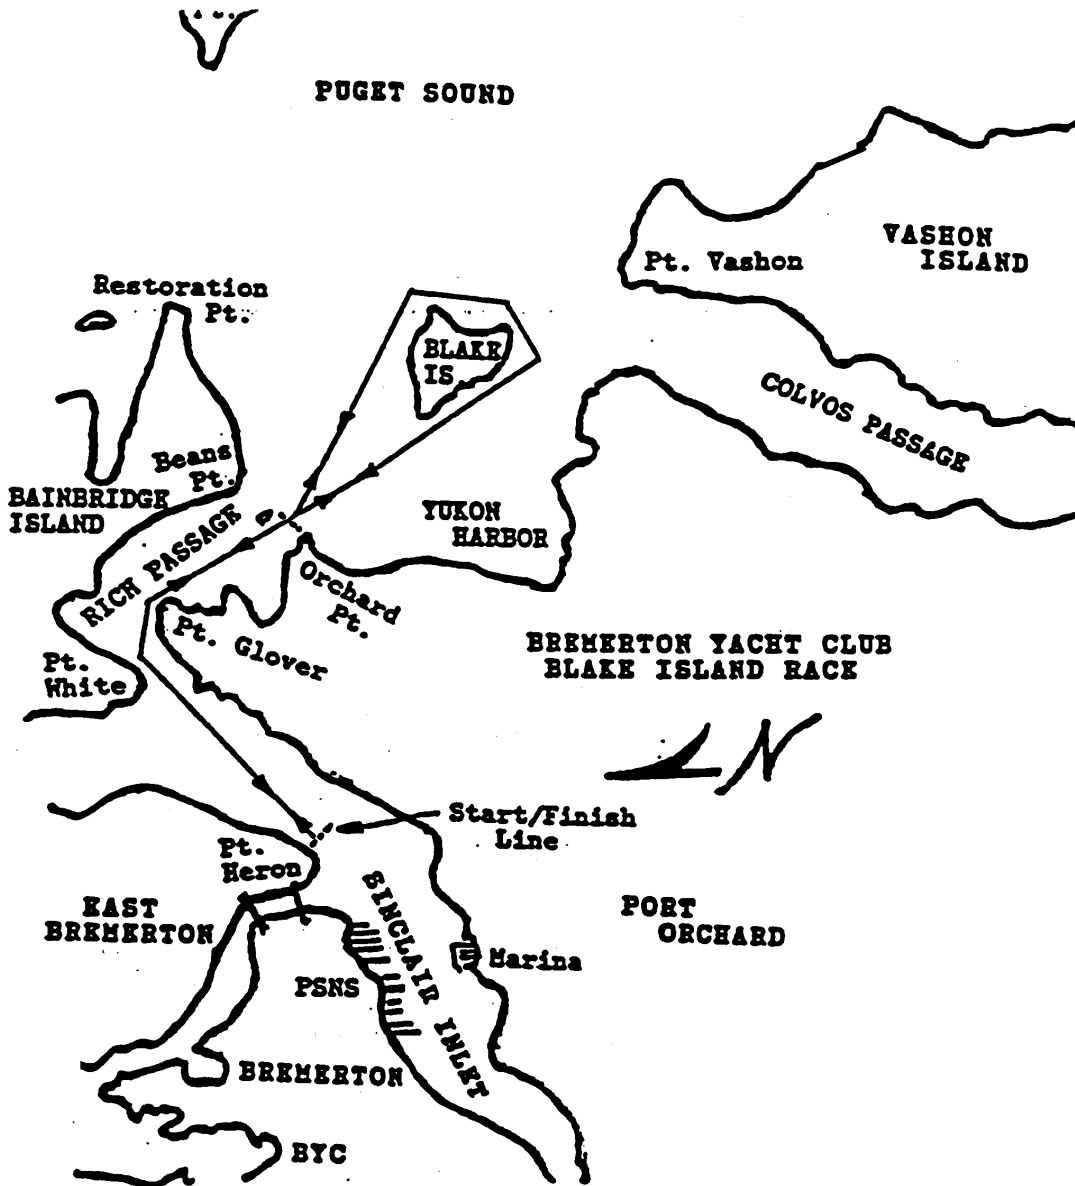 PUGET SOUND
VASHON
ISLAND
Pt. Vashon
Restoration
Pt.
BLAKE
IS.
COLVOS PASSAGE
Beans
Pt.
BAINBRIDGE
ISLAND
RICH PASSAGE
YUKON
HARBOR
Orchard
Pt.
Pt. Glover
Pt.
White
BREMERTON YACHT CLUB
BLAKE ISLAND RACE
N
Start/Finish
Line
Pt.
Heron
SINCLAIR INLET
EAST
BREMERTON
PORT
ORCHARD
Marina
PSNS
BREMERTON
BYC